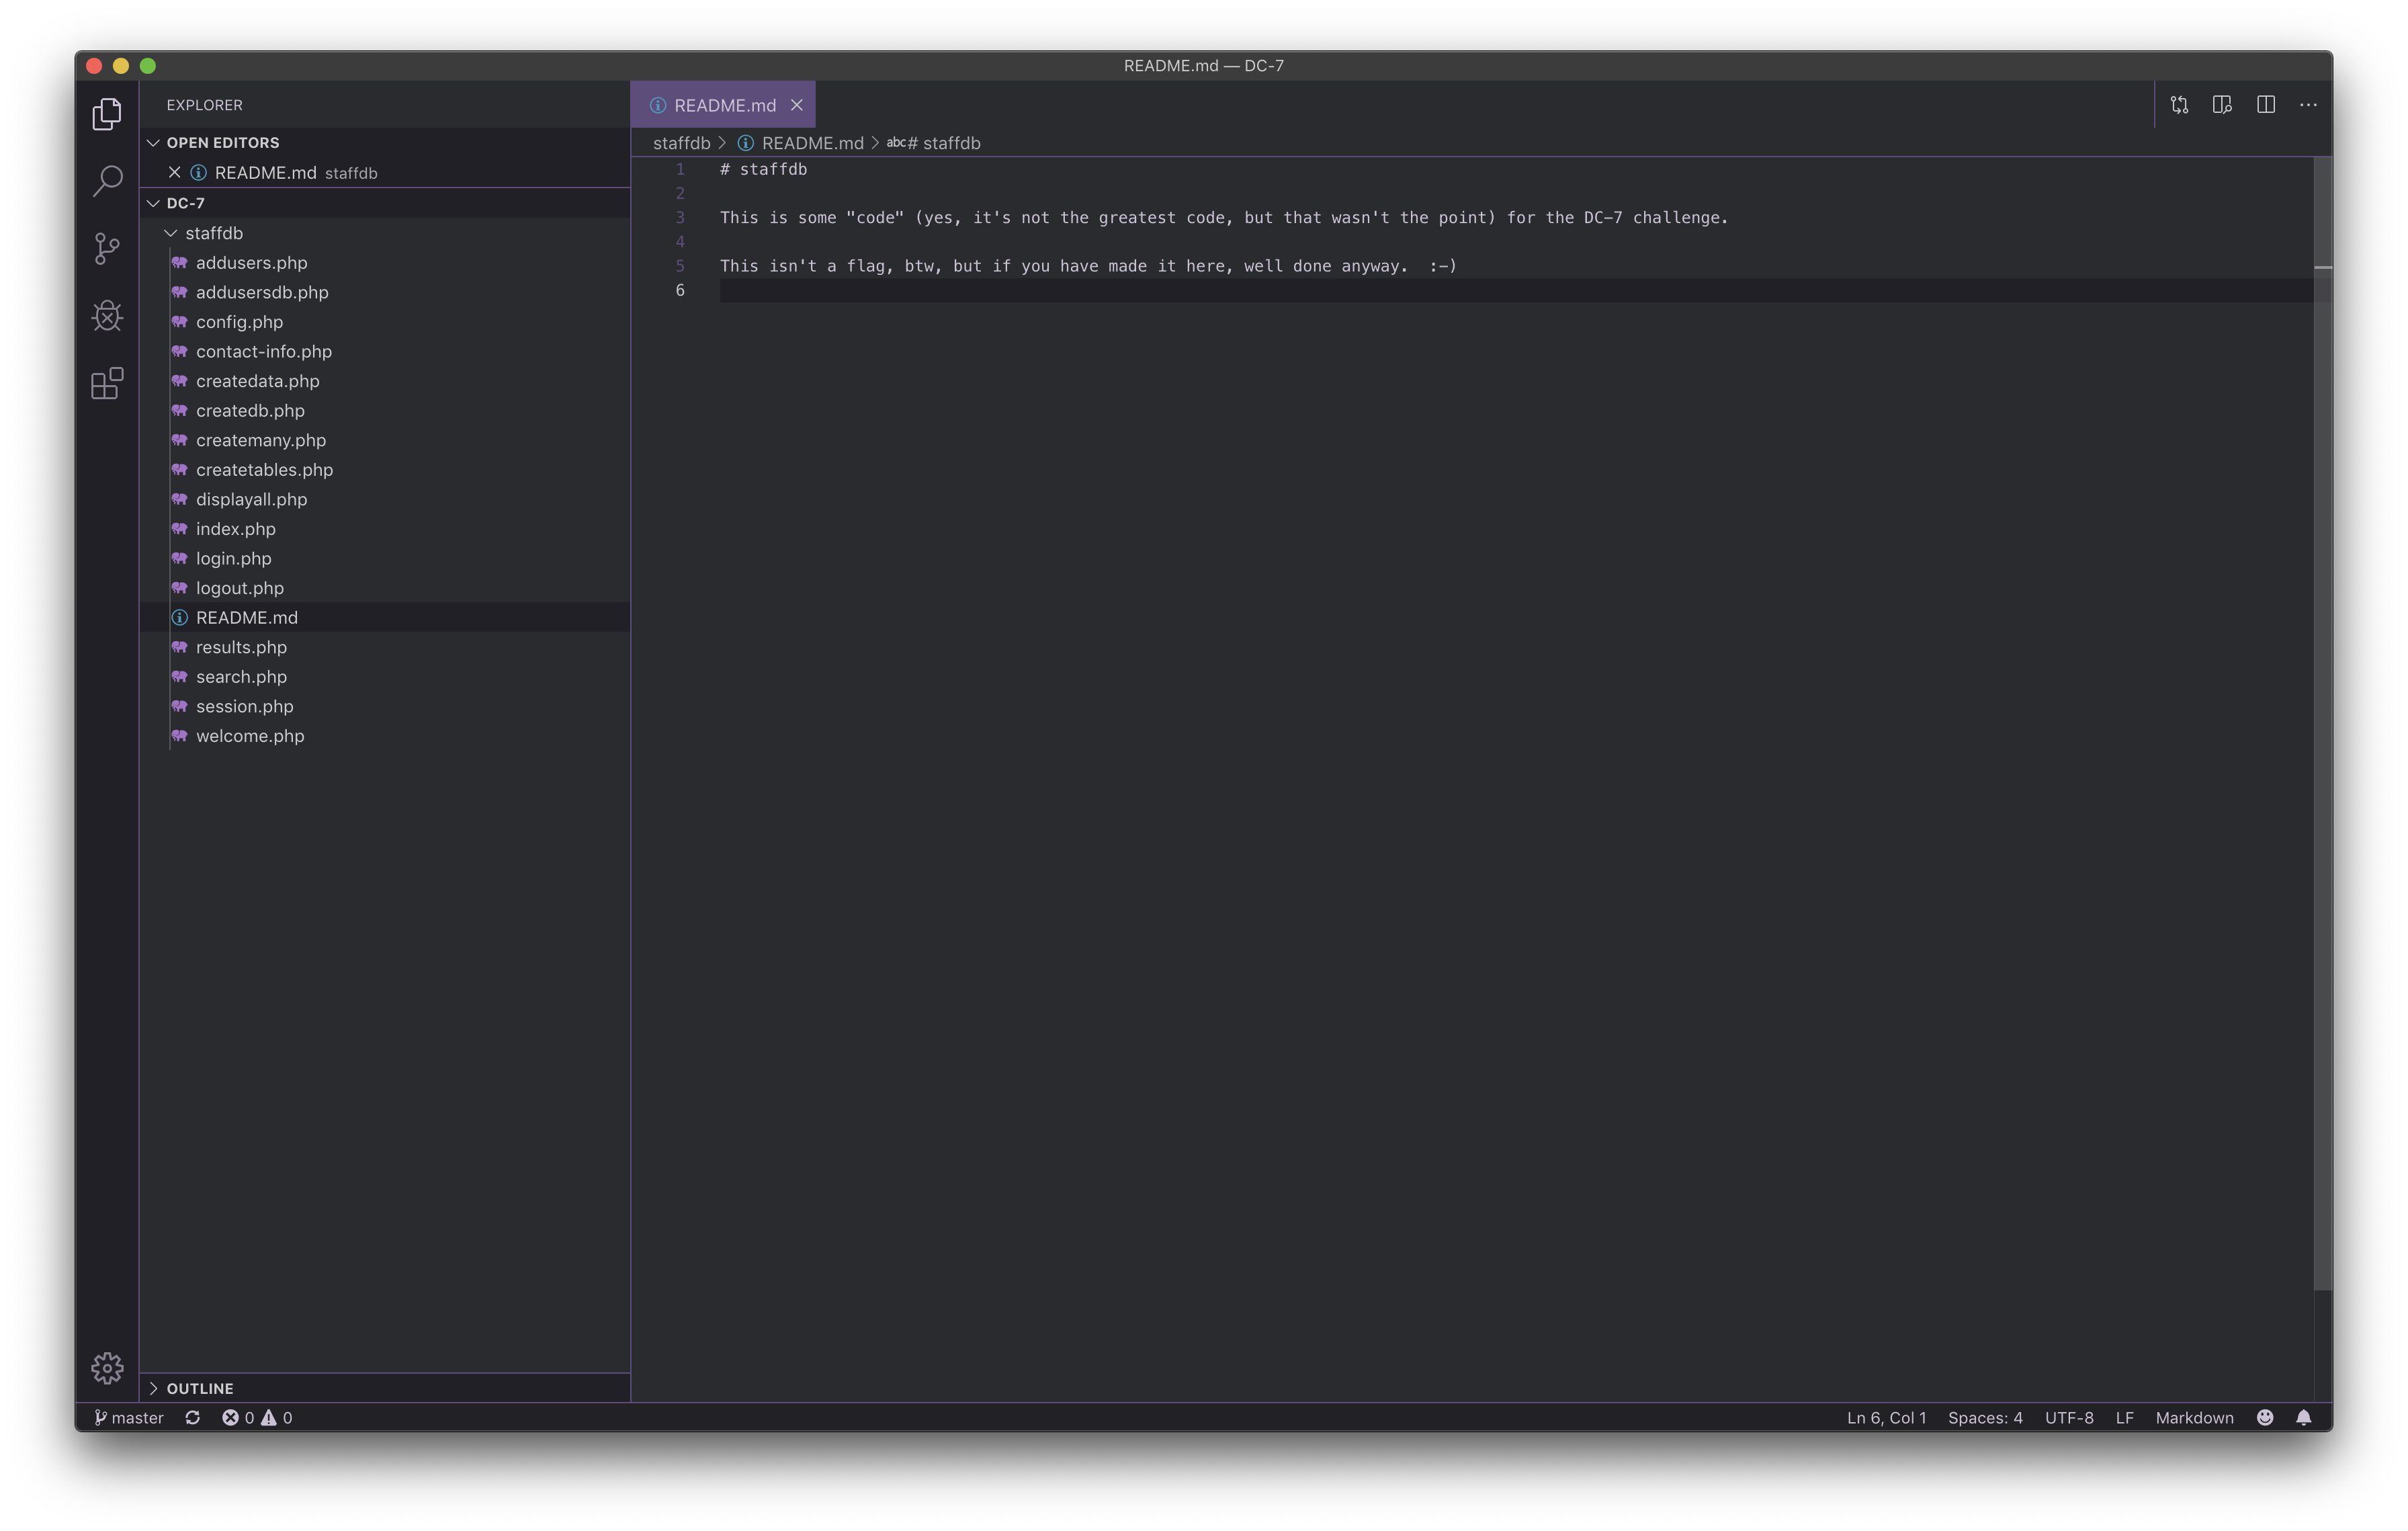 README.md — DC-7
EXPLORER
OPEN EDITORS
README.md staffdb
DC-7
staffdb
addusers.php
addusersdb.php
config.php
contact-info.php
createdata.php
createdb.php
createmany.php
createtables.php
displayall.php
index.php
login.php
logout.php
README.md
results.php
search.php
session.php
welcome.php
OUTLINE
README.md
staffdb > README.md > abc # staffdb
1 # staffdb
2
3 This is some "code" (yes, it's not the greatest code, but that wasn't the point) for the DC-7 challenge.
4
5 This isn't a flag, btw, but if you have made it here, well done anyway.  :-)
6
master 0 0 Ln 6, Col 1 Spaces: 4 UTF-8 LF Markdown